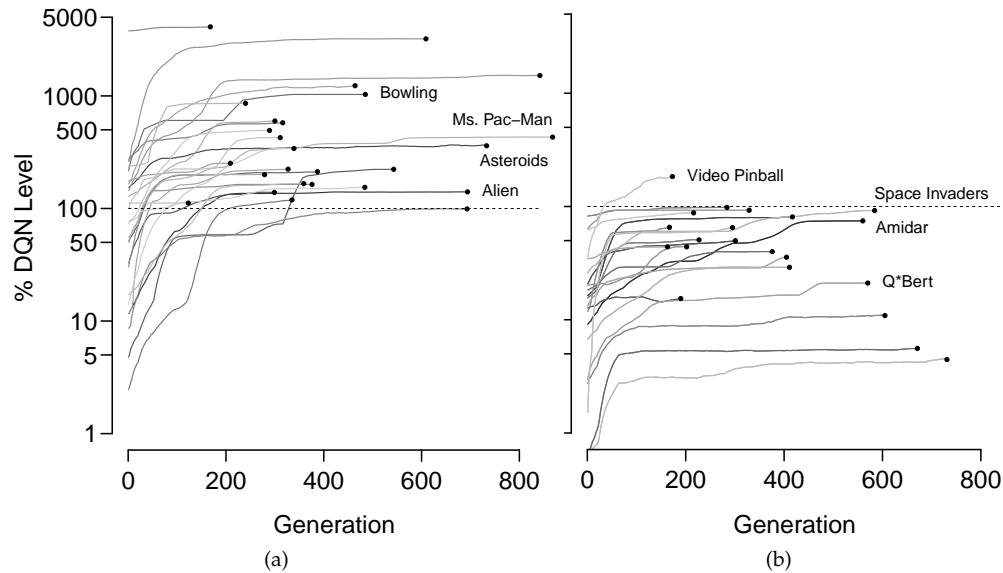 5000
1000
500
100
50
10
5
1
% DQN Level
Bowling
Ms. Pac–Man
Asteroids
Alien
0 200 400 600 800
Generation
(a)
Video Pinball
Space Invaders
Amidar
Q*Bert
0 200 400 600 800
Generation
(b)